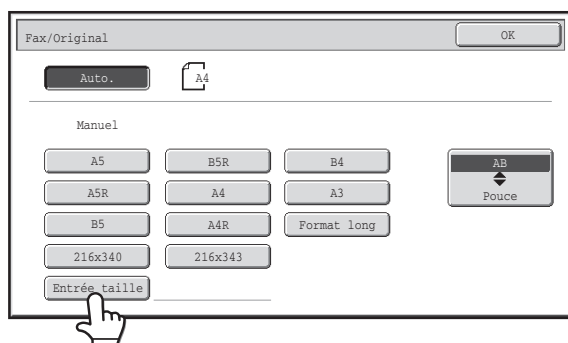 Fax/Original OK
Auto. A4
Manuel
A5 B5R B4 AB
A5R A4 A3 Pouce
B5 A4R Format long
216x340 216x343
Entrée taille